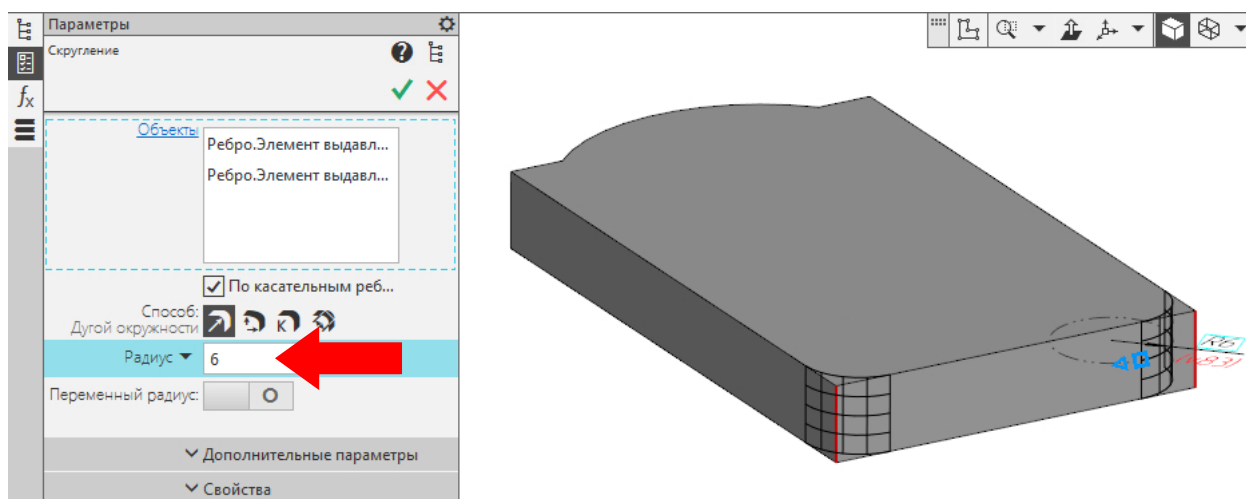 Параметры
Скругление
?
fx
Объекты
Ребро.Элемент выдавл...
Ребро.Элемент выдавл...
По касательным реб...
Способ:
Дугой окружности
Радиус
6
Переменный радиус:
Дополнительные параметры
Свойства
R6